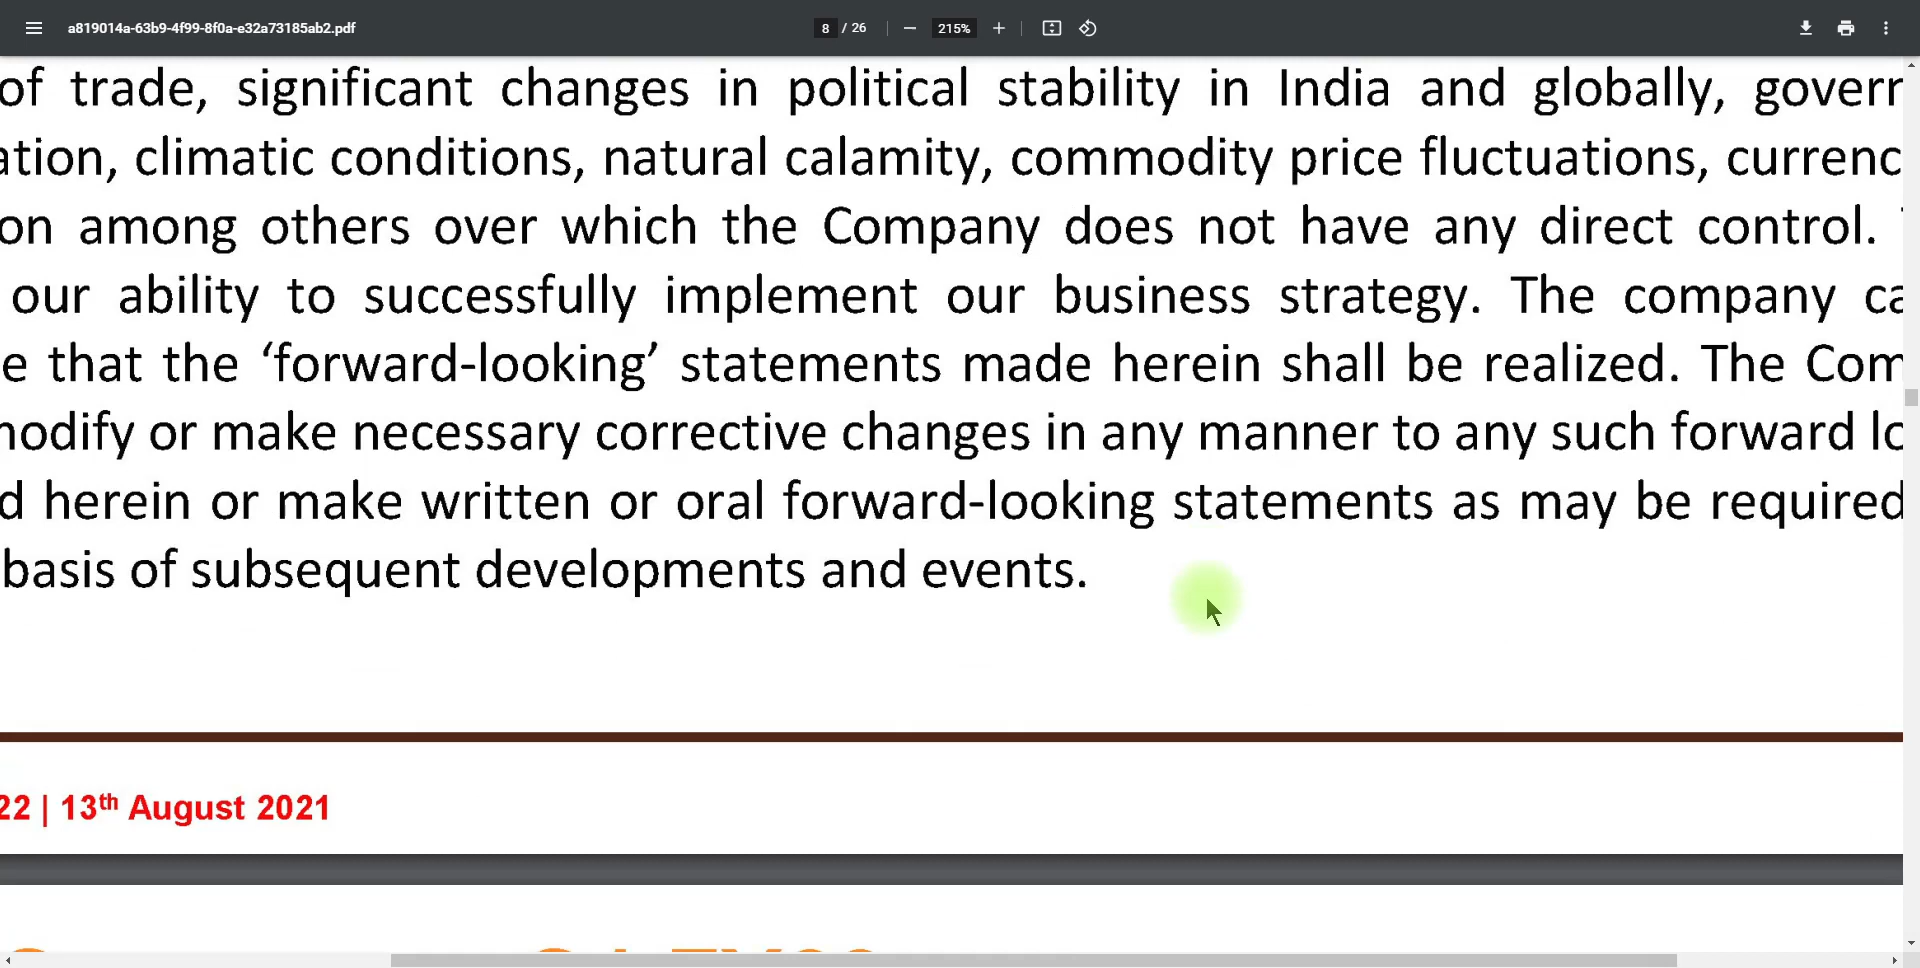 a819014a-63b9-4f99-8f0a-e32a73185ab2.pdf
8 / 26
215%
of trade, significant changes in political stability in India and globally, govern
ation, climatic conditions, natural calamity, commodity price fluctuations, currenc
on among others over which the Company does not have any direct control.
our ability to successfully implement our business strategy. The company ca
e that the ‘forward-looking’ statements made herein shall be realized. The Com
modify or make necessary corrective changes in any manner to any such forward lo
d herein or make written or oral forward-looking statements as may be required
basis of subsequent developments and events.
22 | 13th August 2021